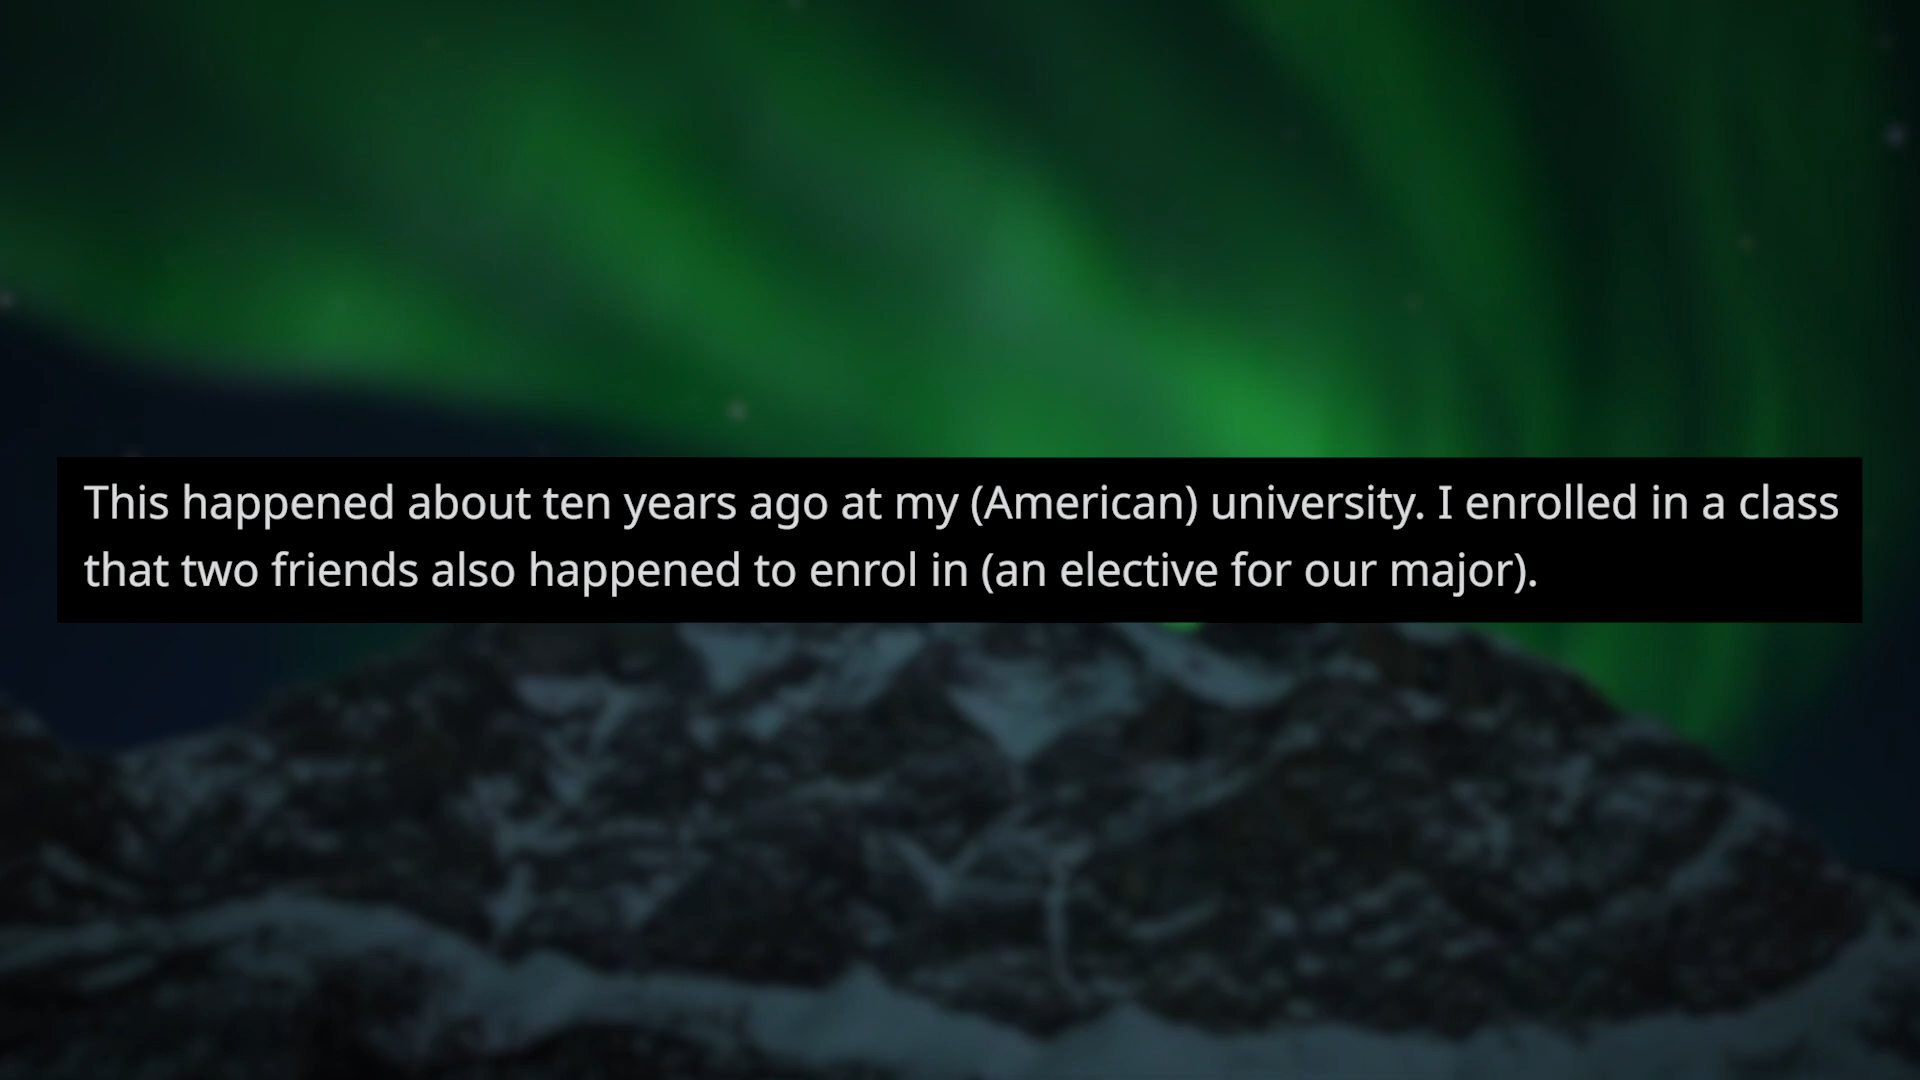 This happened about ten years ago at my (American) university. I enrolled in a class
that two friends also happened to enrol in (an elective for our major).